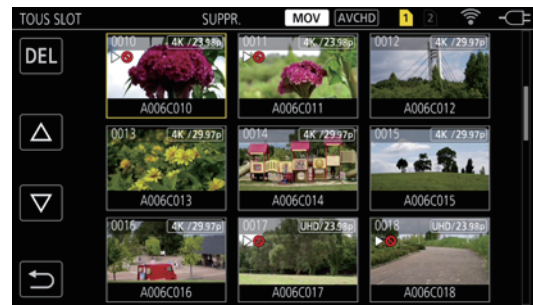 TOUS SLOT SUPPR. MOV AVCHD 1 2
DEL
0010 4K /23.98p 0011 4K /23.98p 0012 4K /29.97p
A006C010 A006C011 A006C012
0013 4K /29.97p 0014 4K /29.97p 0015 4K /29.97p
A006C013 A006C014 A006C015
0016 4K /29.97p 0017 UHD/23.98p 0018 UHD/23.98p
A006C016 A006C017 A006C018